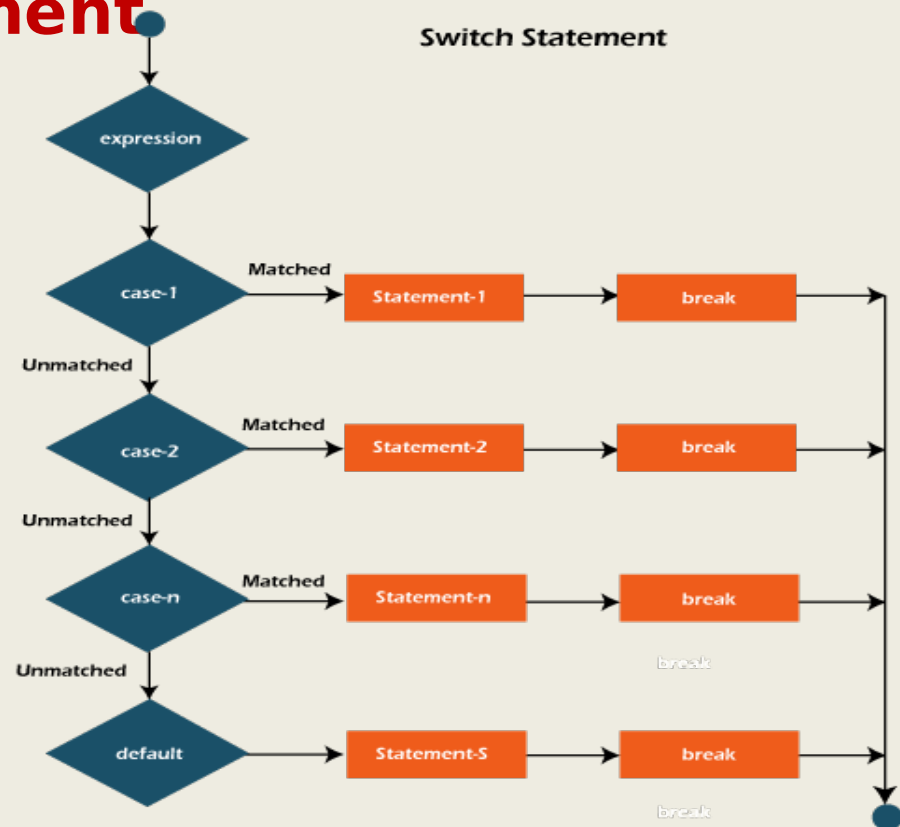 ment
Switch Statement
expression
Matched
case-1
Statement-1
break
Unmatched
Matched
case-2
Statement-2
break
Unmatched
Matched
case-n
Statement-n
break
break
Unmatched
default
Statement-S
break
break